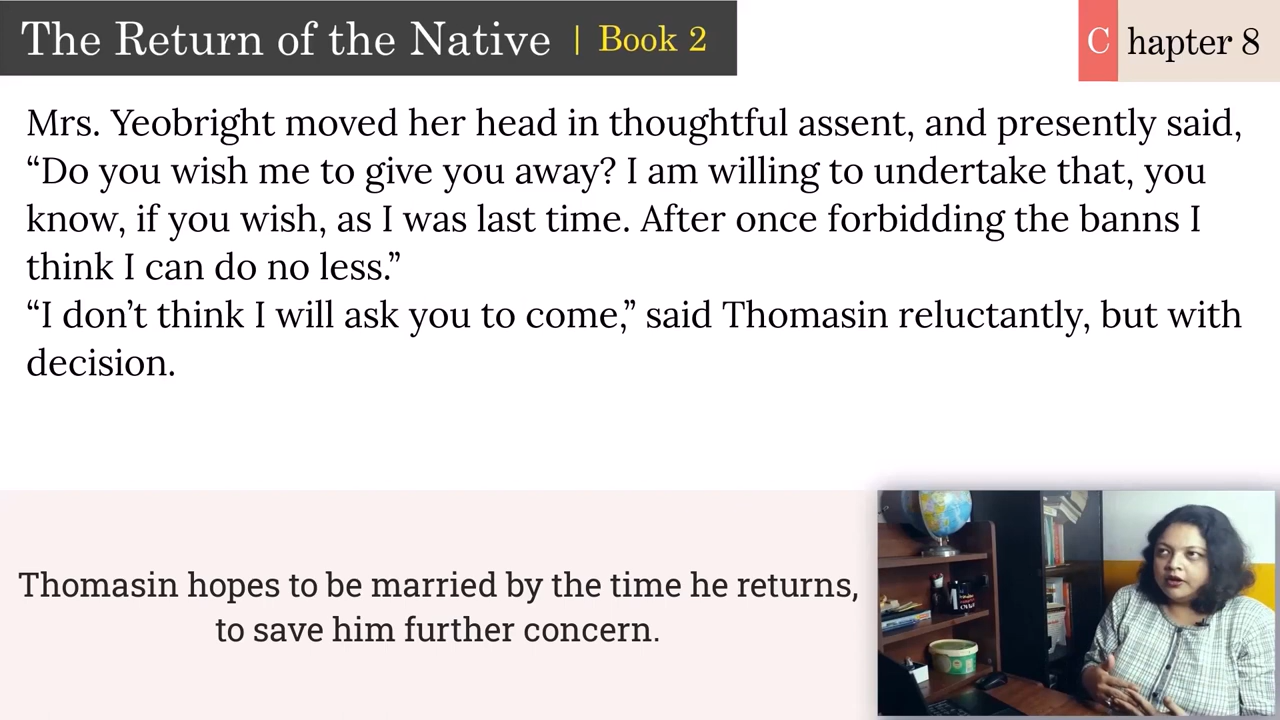 The Return of the Native | Book 2
Chapter 8
Mrs. Yeobright moved her head in thoughtful assent, and presently said,
“Do you wish me to give you away? I am willing to undertake that, you
know, if you wish, as I was last time. After once forbidding the banns I
think I can do no less.”
“I don’t think I will ask you to come,” said Thomasin reluctantly, but with
decision.
Thomasin hopes to be married by the time he returns,
to save him further concern.